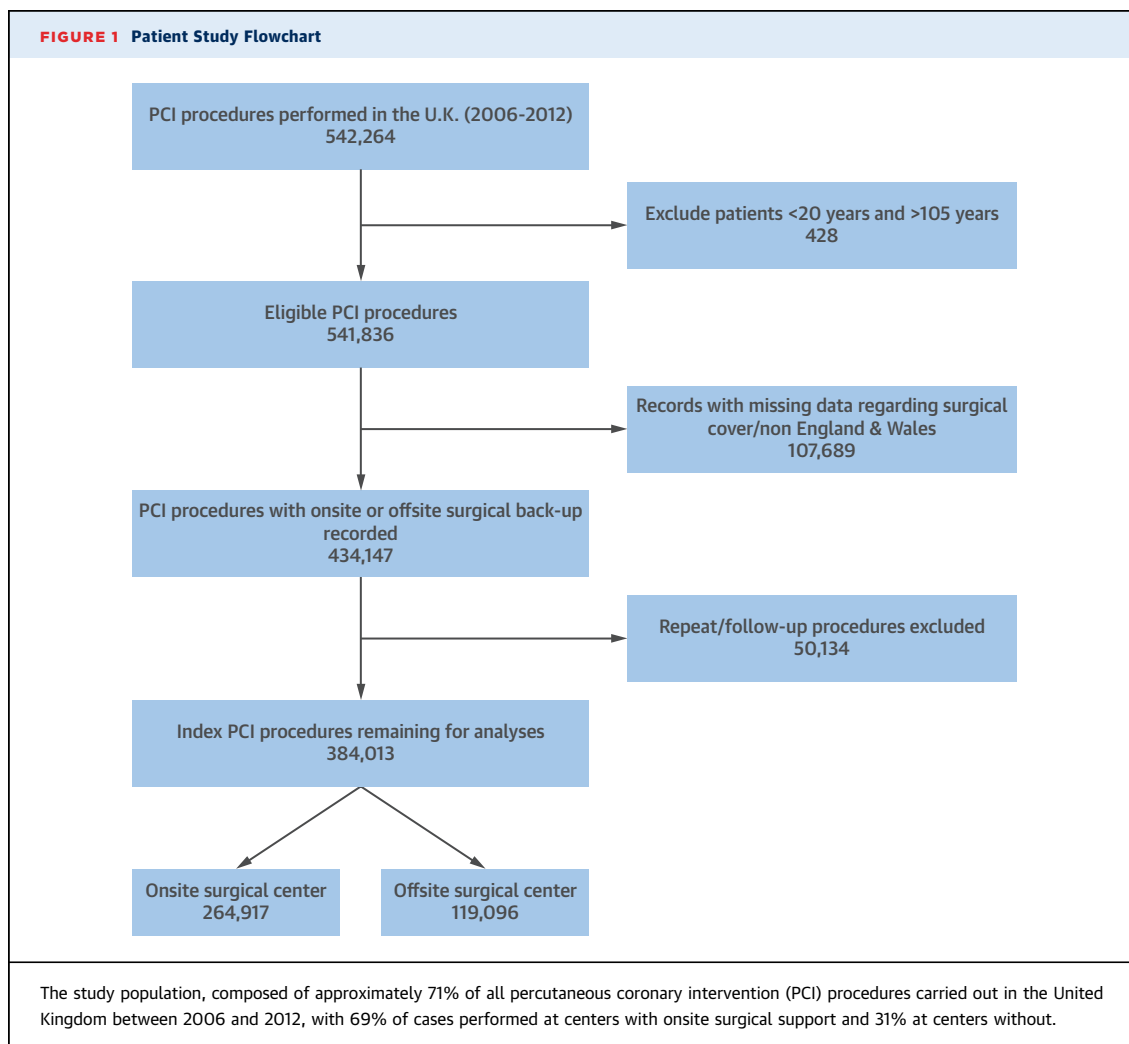 FIGURE 1 Patient Study Flowchart
PCI procedures performed in the U.K. (2006-2012)
542,264
Exclude patients <20 years and >105 years
428
Eligible PCI procedures
541,836
Records with missing data regarding surgical
cover/non England & Wales
107,689
PCI procedures with onsite or offsite surgical back-up
recorded
434,147
Repeat/follow-up procedures excluded
50,134
Index PCI procedures remaining for analyses
384,013
Onsite surgical center
264,917
Offsite surgical center
119,096
The study population, composed of approximately 71% of all percutaneous coronary intervention (PCI) procedures carried out in the United
Kingdom between 2006 and 2012, with 69% of cases performed at centers with onsite surgical support and 31% at centers without.